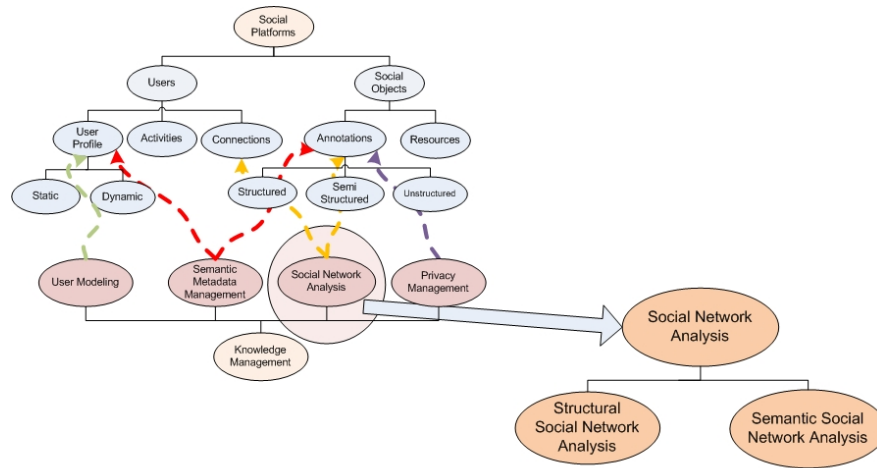 Social
Platforms
Users
Social
Objects
User
Profile
Activities
Connections
Annotations
Resources
Static
Dynamic
Structured
Semi
Structured
Unstructured
User Modeling
Semantic
Metadata
Management
Social Network
Analysis
Privacy
Management
Knowledge
Management
Social Network
Analysis
Structural
Social Network
Analysis
Semantic Social
Network Analysis